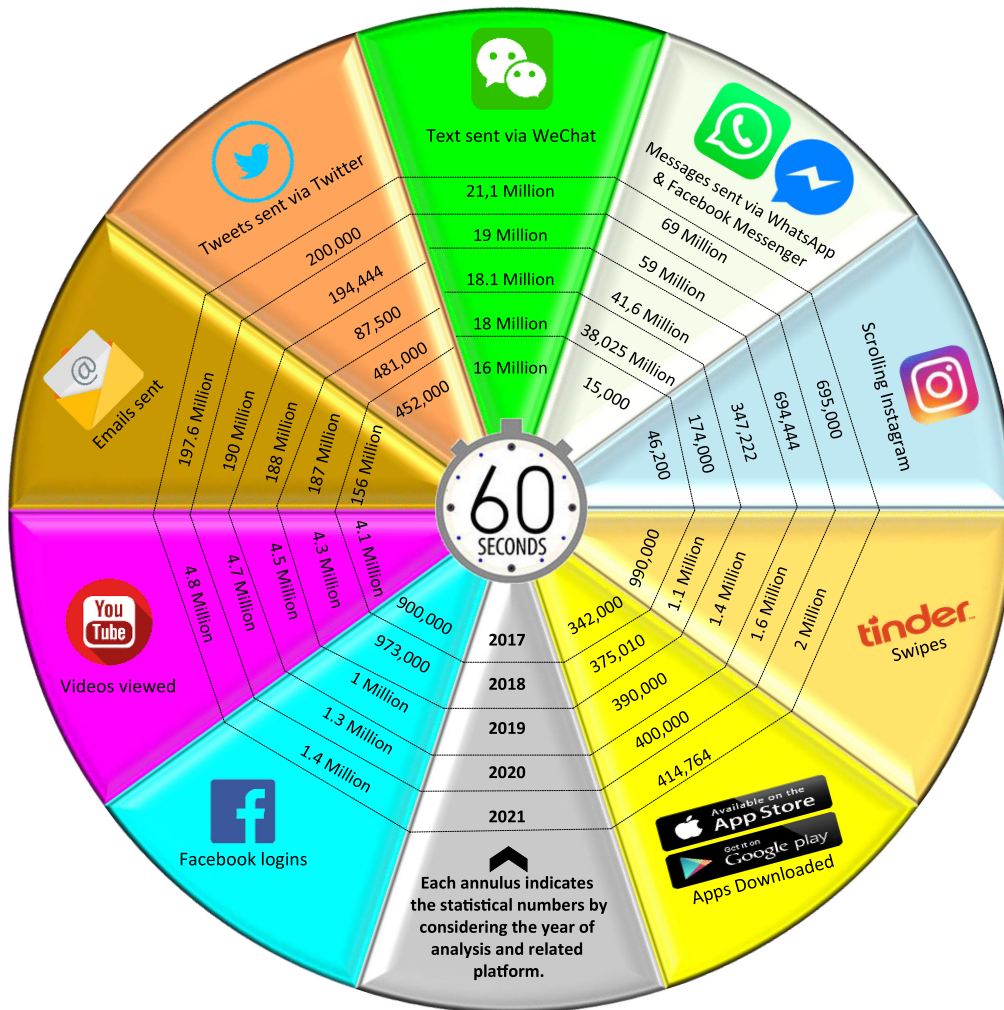 Text sent via WeChat
21,1 Million
19 Million
18.1 Million
18 Million
16 Million
Messages sent via WhatsApp
& Facebook Messenger
69 Million
59 Million
41,6 Million
38,025 Million
15,000
Scrolling Instagram
695,000
694,444
347,222
174,000
46,200
tinder
Swipes
2 Million
1.6 Million
1.4 Million
1.1 Million
990,000
Available on the
App Store
Get it on
Google play
Apps Downloaded
414,764
400,000
390,000
375,010
342,000
2017
2018
2019
2020
2021
Each annulus indicates
the statistical numbers by
considering the year of
analysis and related
platform.
Facebook logins
1.4 Million
1.3 Million
1 Million
973,000
900,000
You
Tube
Videos viewed
4.8 Million
4.7 Million
4.5 Million
4.3 Million
4.1 Million
@
Emails sent
197.6 Million
190 Million
188 Million
187 Million
156 Million
Tweets sent via Twitter
200,000
194,444
87,500
481,000
452,000
60
SECONDS
f